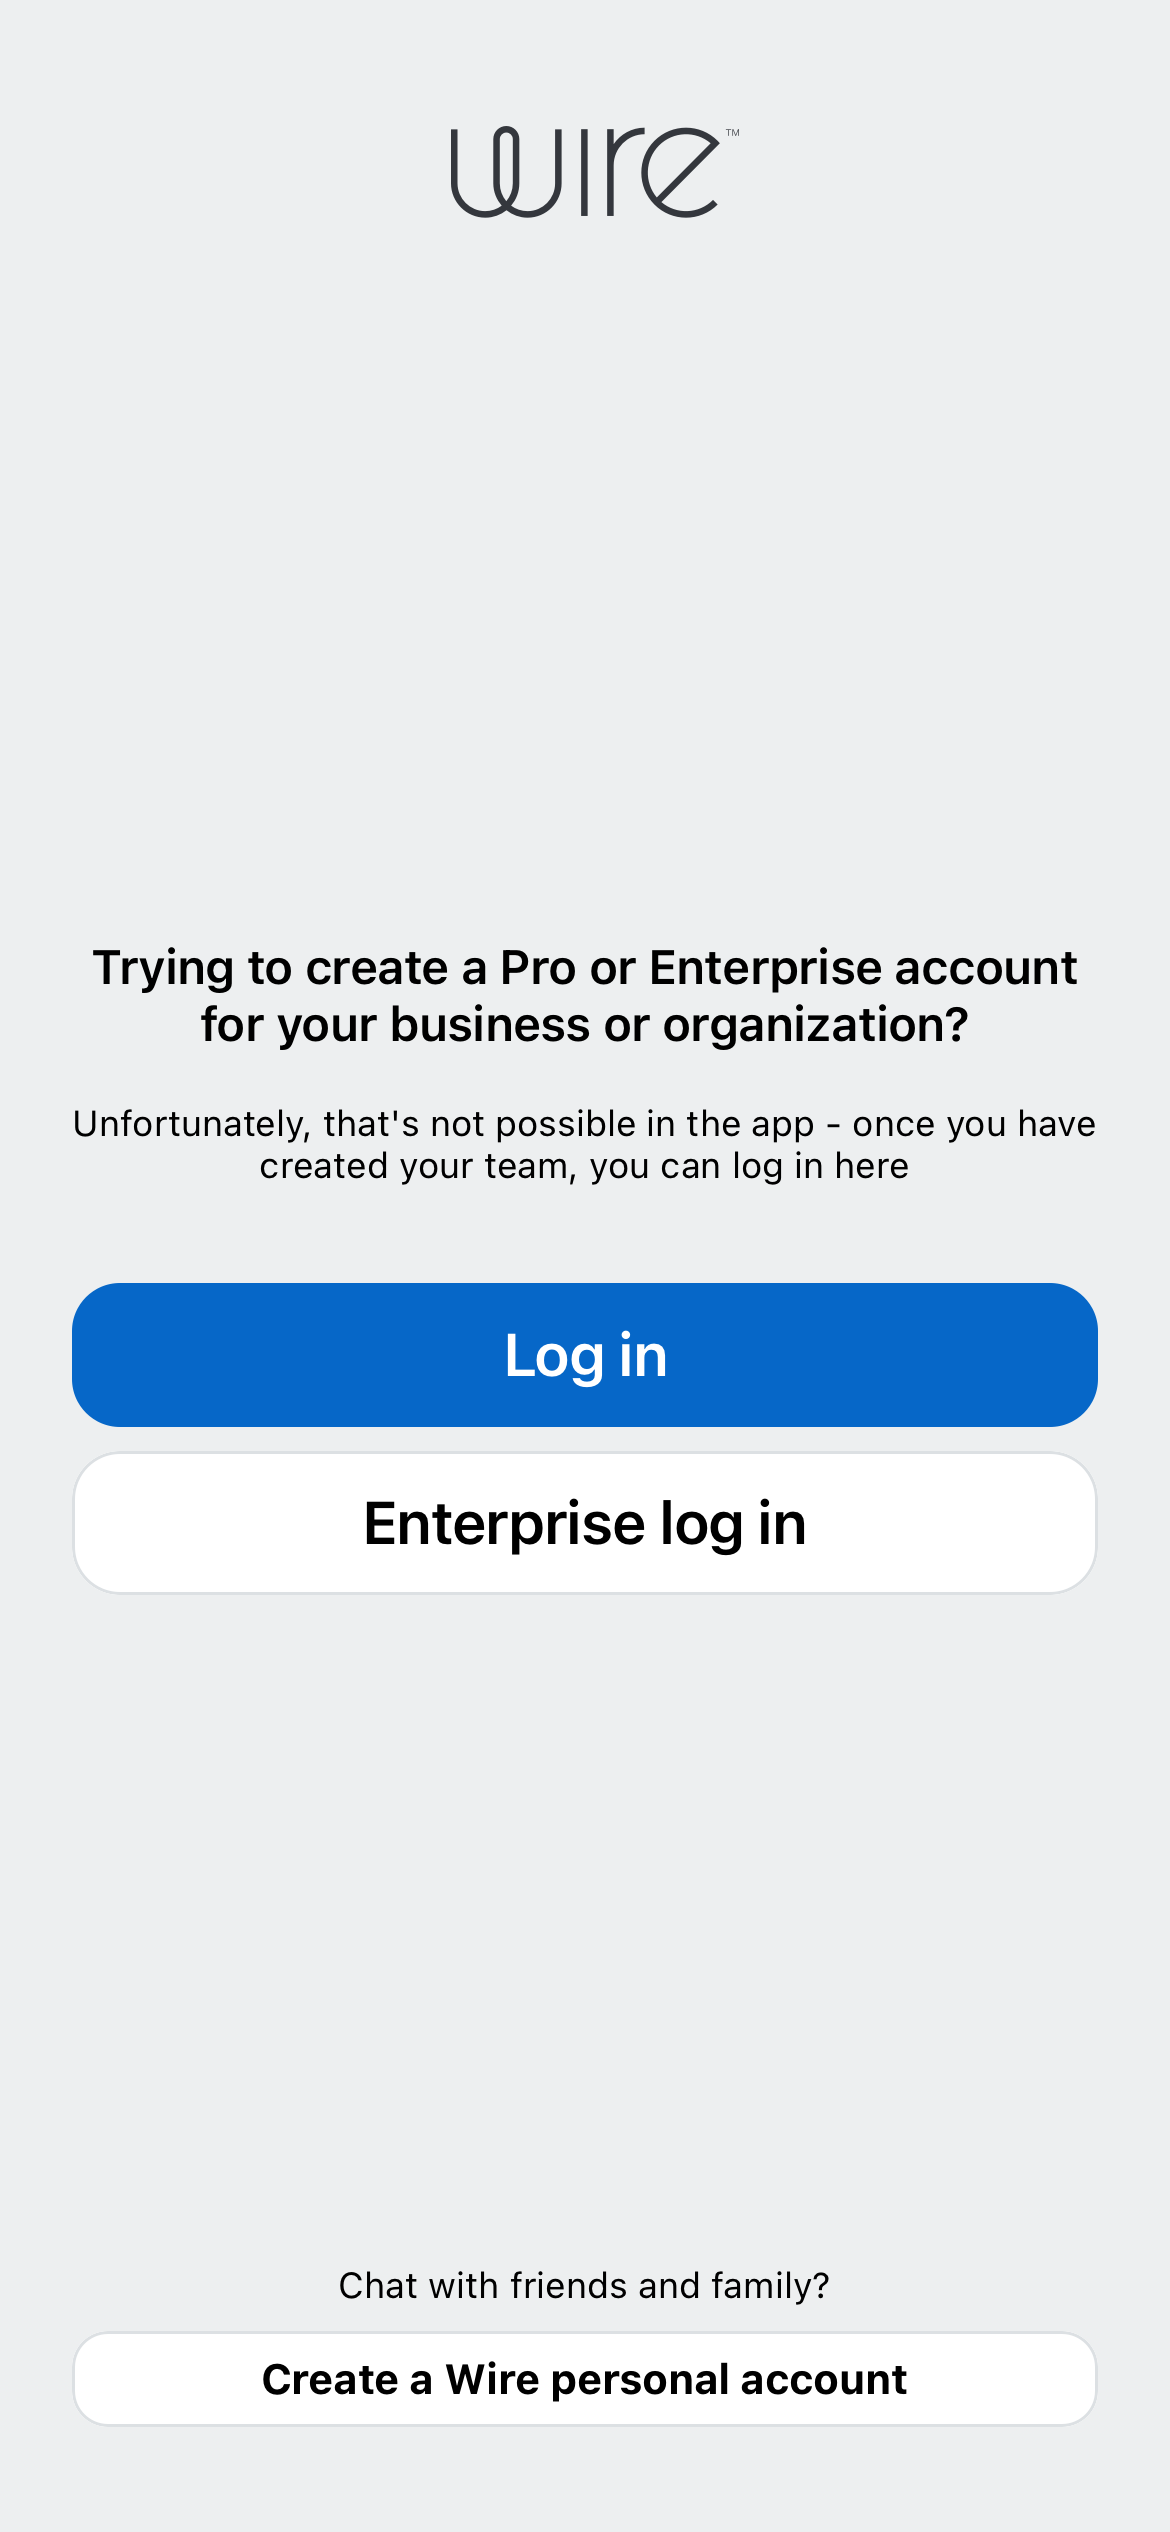 wire™
Trying to create a Pro or Enterprise account
for your business or organization?
Unfortunately, that's not possible in the app - once you have
created your team, you can log in here
Log in
Enterprise log in
Chat with friends and family?
Create a Wire personal account